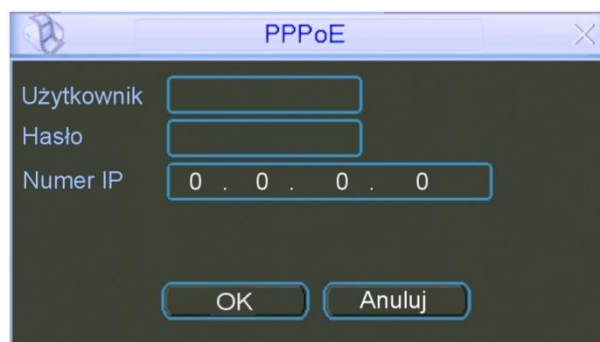 PPPoE
Użytkownik
Hasło
Numer IP 0 . 0 . 0 . 0
OK Anuluj